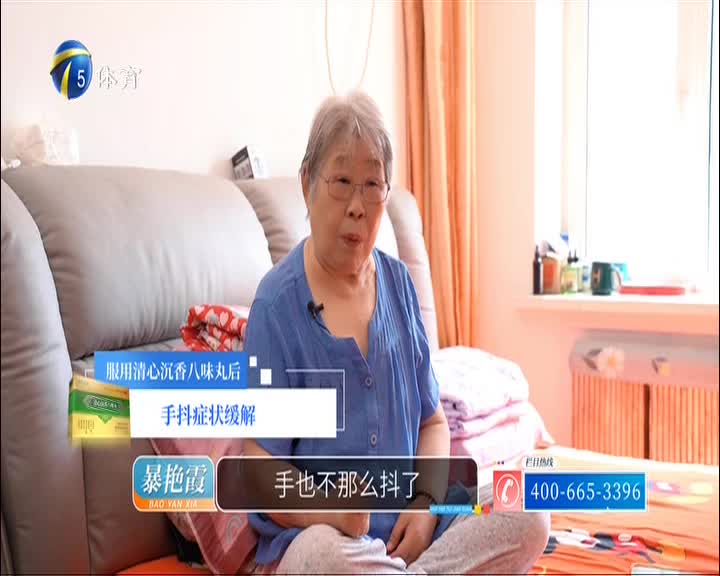 5 体育
服用清心沉香八味丸后
手抖症状缓解
暴艳霞
BAO YAN XIA
手也不那么抖了
栏目热线
400-665-3396